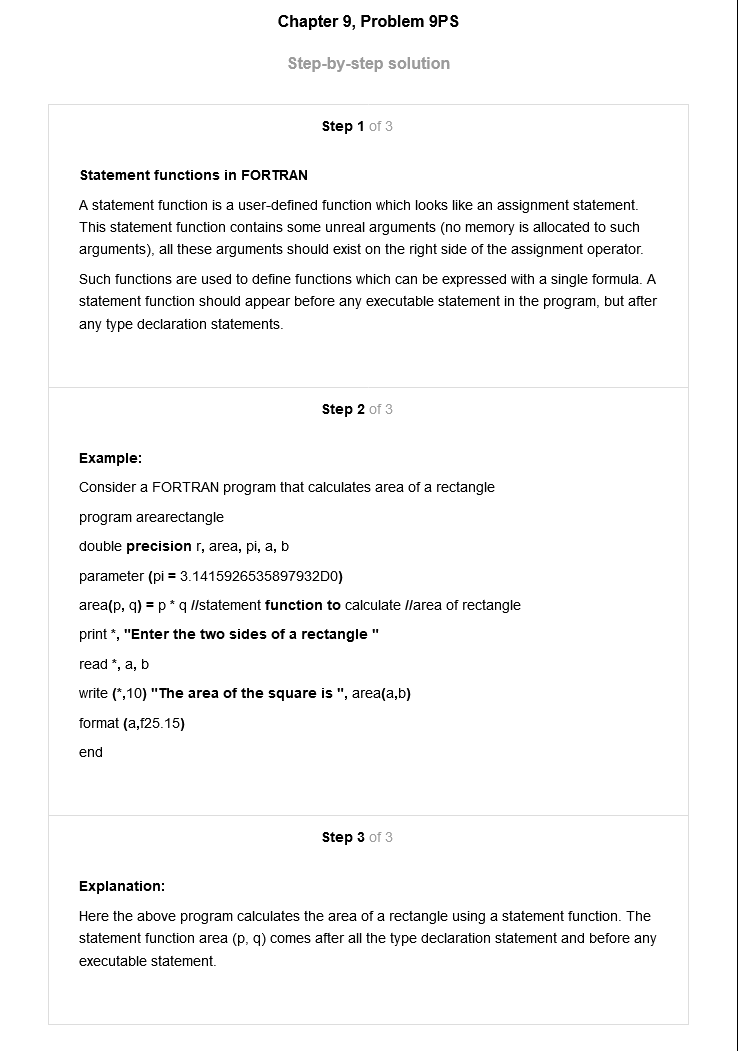 Chapter 9, Problem 9PS
Step-by-step solution
Step 1 of 3
Statement functions in FORTRAN
A statement function is a user-defined function which looks like an assignment statement.
This statement function contains some unreal arguments (no memory is allocated to such
arguments), all these arguments should exist on the right side of the assignment operator.
Such functions are used to define functions which can be expressed with a single formula. A
statement function should appear before any executable statement in the program, but after
any type declaration statements.
Step 2 of 3
Example:
Consider a FORTRAN program that calculates area of a rectangle
program arearectangle
double precision r, area, pi, a, b
parameter (pi = 3.1415926535897932D0)
area(p, q) = p * q //statement function to calculate //area of rectangle
print *, "Enter the two sides of a rectangle "
read *, a, b
write (*,10) "The area of the square is ", area(a,b)
format (a,f25.15)
end
Step 3 of 3
Explanation:
Here the above program calculates the area of a rectangle using a statement function. The
statement function area (p, q) comes after all the type declaration statement and before any
executable statement.